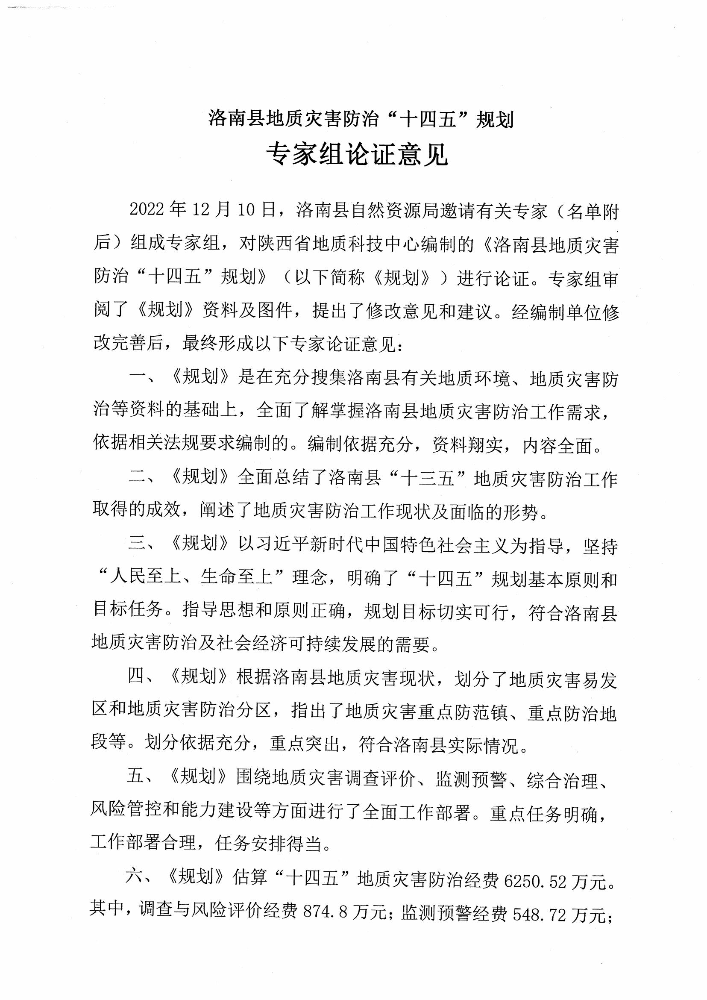 洛南县地质灾害防治“十四五”规划
专家组论证意见
2022年12月10日，洛南县自然资源局邀请有关专家（名单附
后）组成专家组，对陕西省地质科技中心编制的《洛南县地质灾害
防治“十四五”规划》（以下简称《规划》）进行论证。专家组审
阅了《规划》资料及图件，提出了修改意见和建议。经编制单位修
改完善后，最终形成以下专家论证意见：
一、《规划》是在充分搜集洛南县有关地质环境、地质灾害防
治等资料的基础上，全面了解掌握洛南县地质灾害防治工作需求，
依据相关法规要求编制的。编制依据充分，资料翔实，内容全面。
二、《规划》全面总结了洛南县“十三五”地质灾害防治工作
取得的成效，阐述了地质灾害防治工作现状及面临的形势。
三、《规划》以习近平新时代中国特色社会主义为指导，坚持
“人民至上、生命至上”理念，明确了“十四五”规划基本原则和
目标任务。指导思想和原则正确，规划目标切实可行，符合洛南县
地质灾害防治及社会经济可持续发展的需要。
四、《规划》根据洛南县地质灾害现状，划分了地质灾害易发
区和地质灾害防治分区，指出了地质灾害重点防范镇、重点防治地
段等。划分依据充分，重点突出，符合洛南县实际情况。
五、《规划》围绕地质灾害调查评价、监测预警、综合治理、
风险管控和能力建设等方面进行了全面工作部署。重点任务明确，
工作部署合理，任务安排得当。
六、《规划》估算“十四五”地质灾害防治经费6250.52万元。
其中，调查与风险评价经费874.8万元；监测预警经费548.72万元；